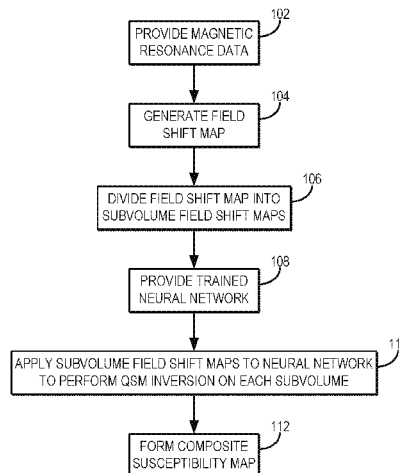 102
PROVIDE MAGNETIC
RESONANCE DATA
104
GENERATE FIELD
SHIFT MAP
106
DIVIDE FIELD SHIFT MAP INTO
SUBVOLUME FIELD SHIFT MAPS
108
PROVIDE TRAINED
NEURAL NETWORK
11
APPLY SUBVOLUME FIELD SHIFT MAPS TO NEURAL NETWORK
TO PERFORM QSM INVERSION ON EACH SUBVOLUME
112
FORM COMPOSITE
SUSCEPTIBILITY MAP